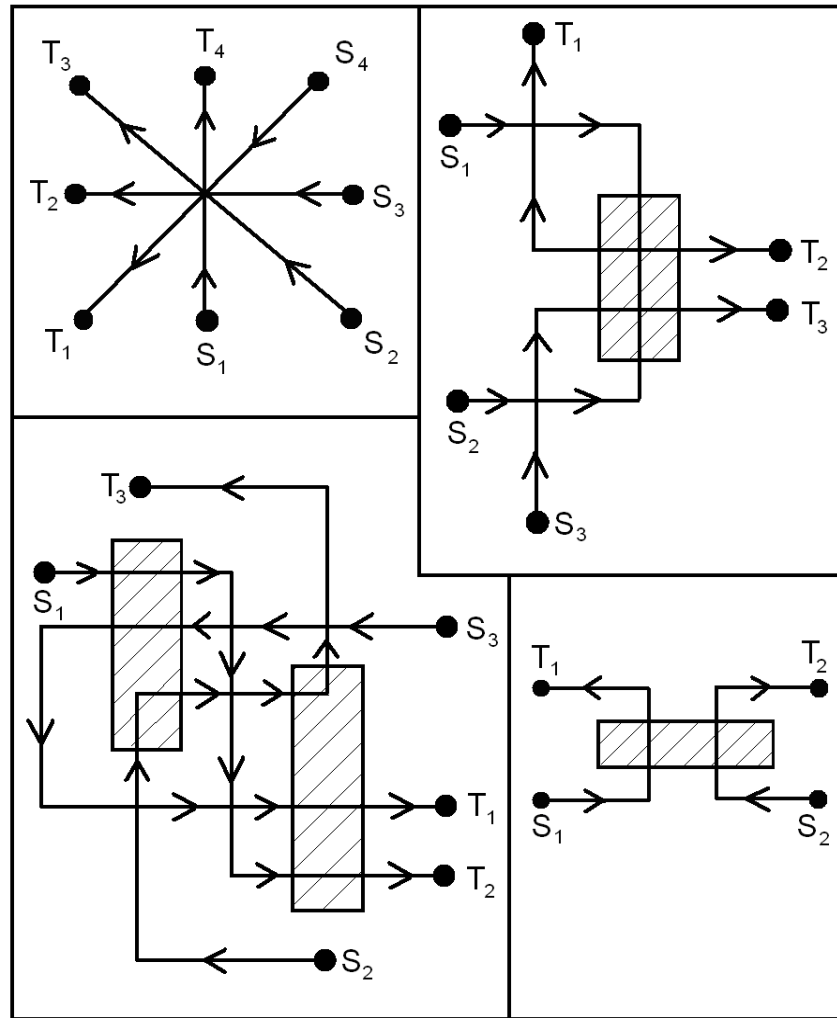 T₃ T₄ S₄
T₂ S₃
T₁ S₁ S₂
T₁
S₁
T₂
T₃
S₂
S₃
T₃
S₁
S₃
T₁
T₂
S₂
T₁ T₂
S₁ S₂